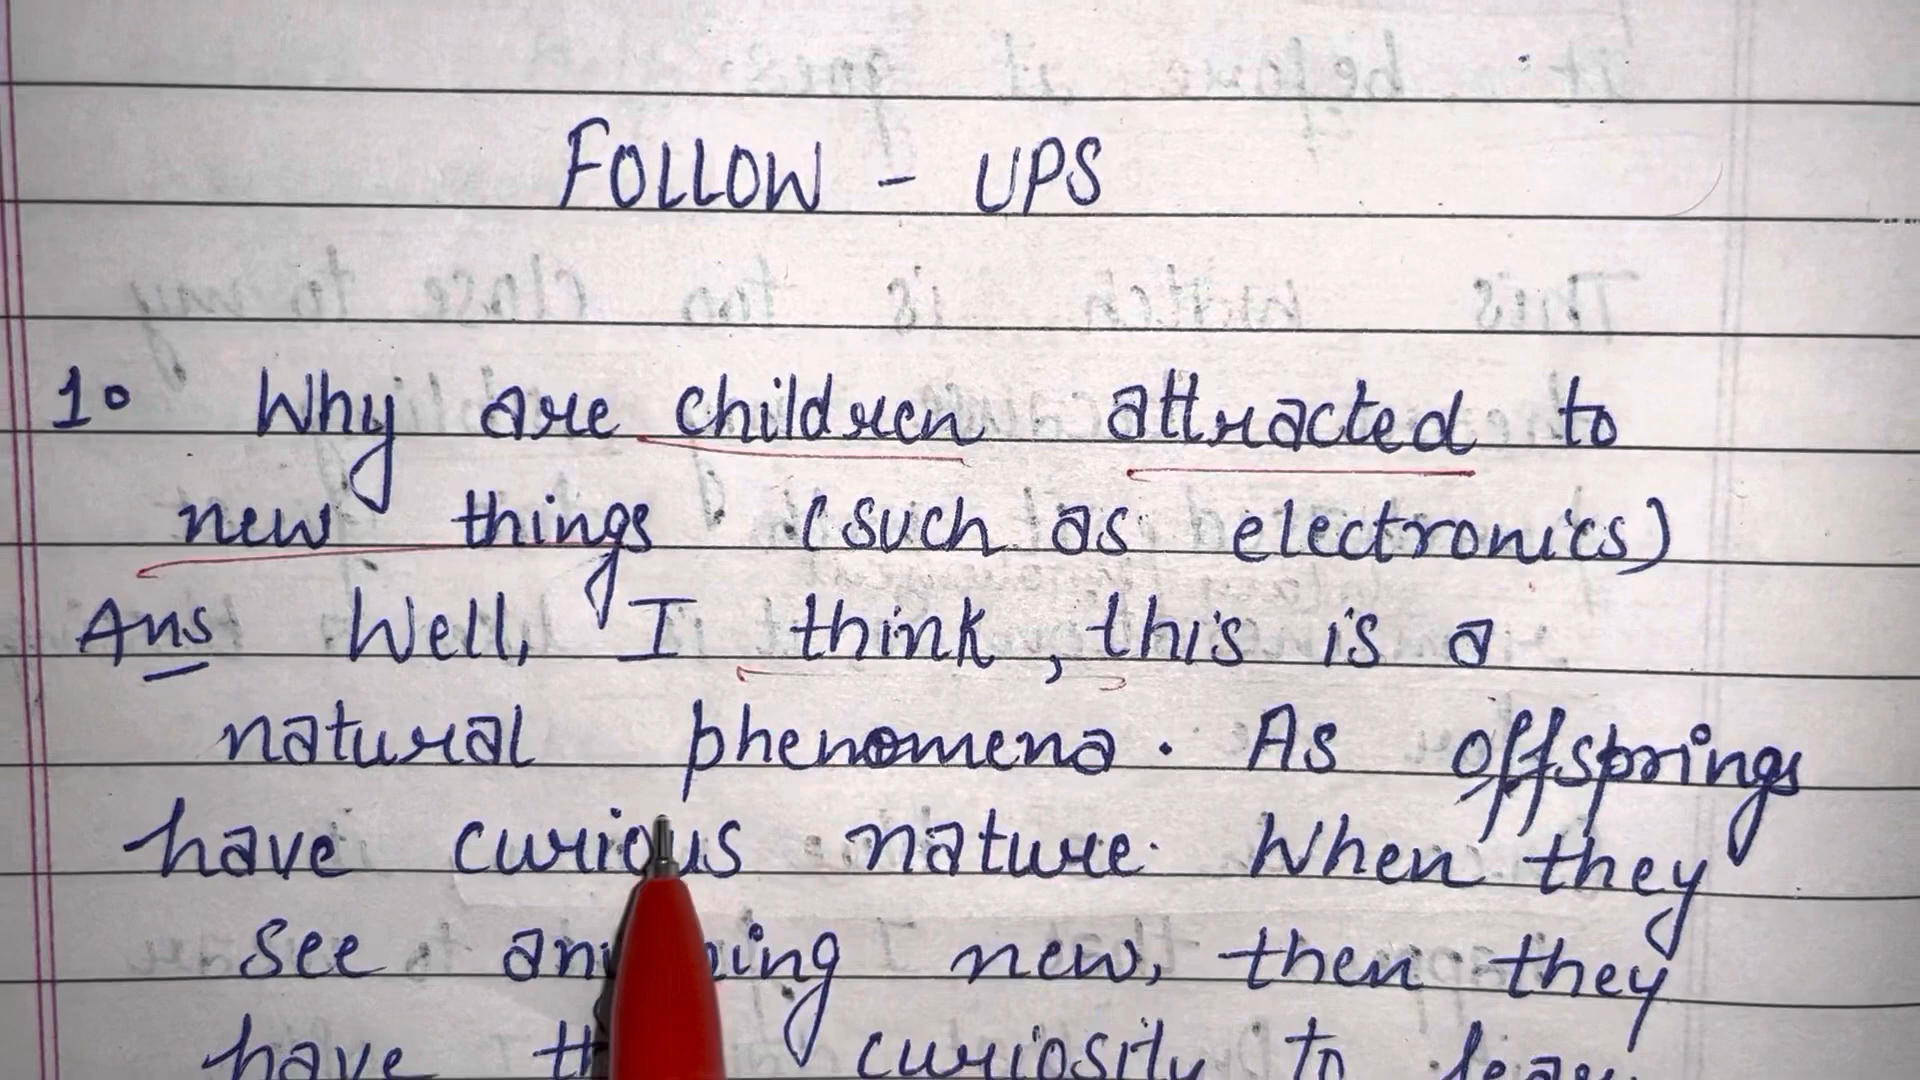 FOLLOW - UPS
1. Why are children attracted to
new things (such as electronics)
Ans Well, I think, this is a
natural phenomena. As offsprings
have curious nature. When they
see new, then they
have curiosity to